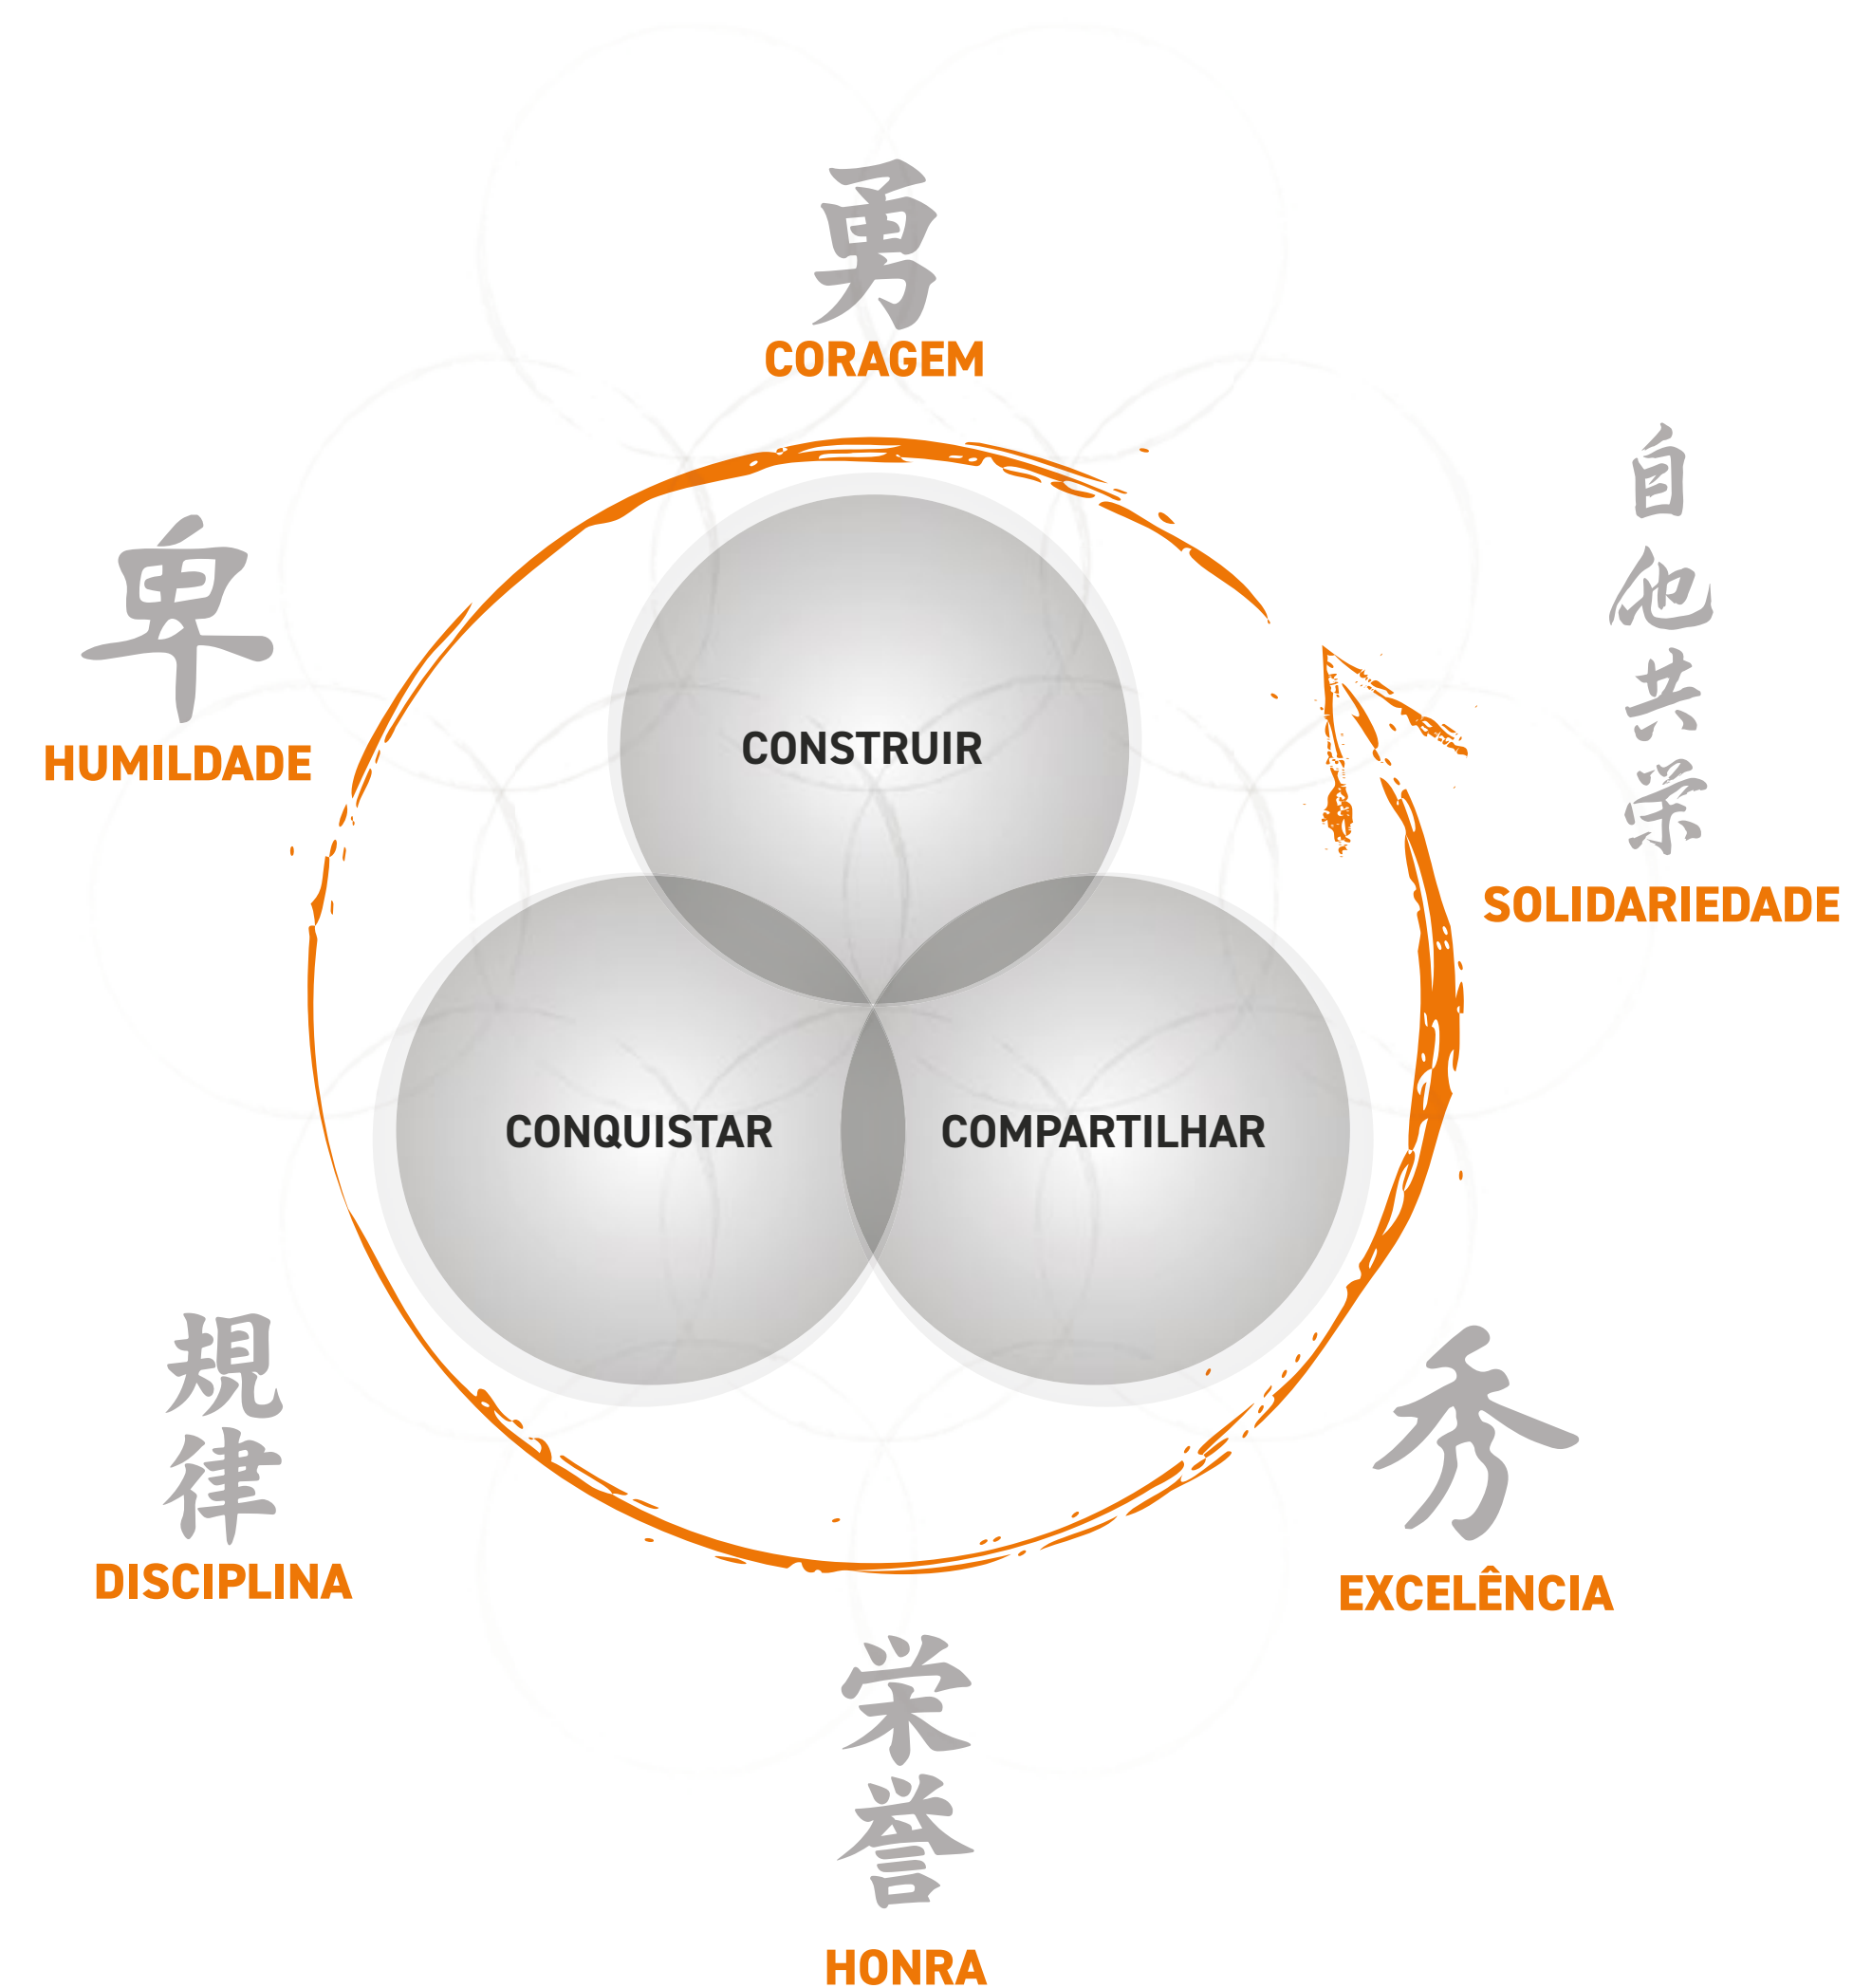 勇
CORAGEM
自他共栄
SOLIDARIEDADE
卑
HUMILDADE
CONSTRUIR
CONQUISTAR
COMPARTILHAR
規律
DISCIPLINA
秀
EXCELÊNCIA
栄誉
HONRA